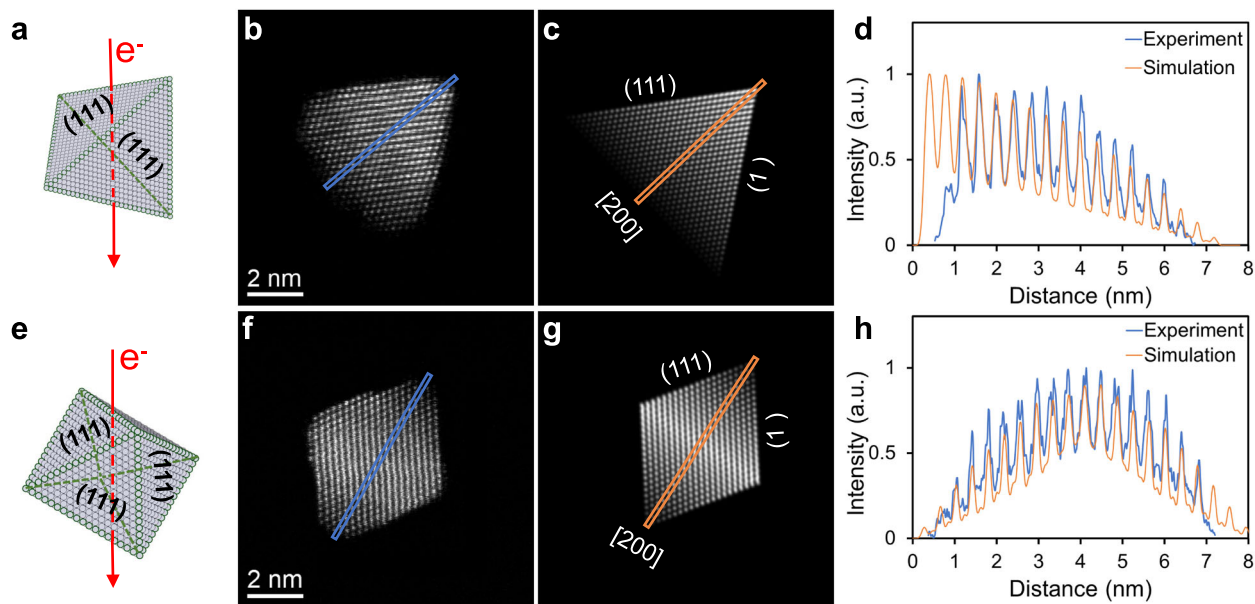 a
e-
(111)
(111)
b
2 nm
c
(111)
(1 )
[200]
d
Experiment
Simulation
Intensity (a.u.)
1
0.5
0
0 1 2 3 4 5 6 7 8
Distance (nm)
e
e-
(111)
(111)
(111)
f
2 nm
g
(111)
(1)
[200]
h
Experiment
Simulation
Intensity (a.u.)
1
0.5
0
0 1 2 3 4 5 6 7 8
Distance (nm)